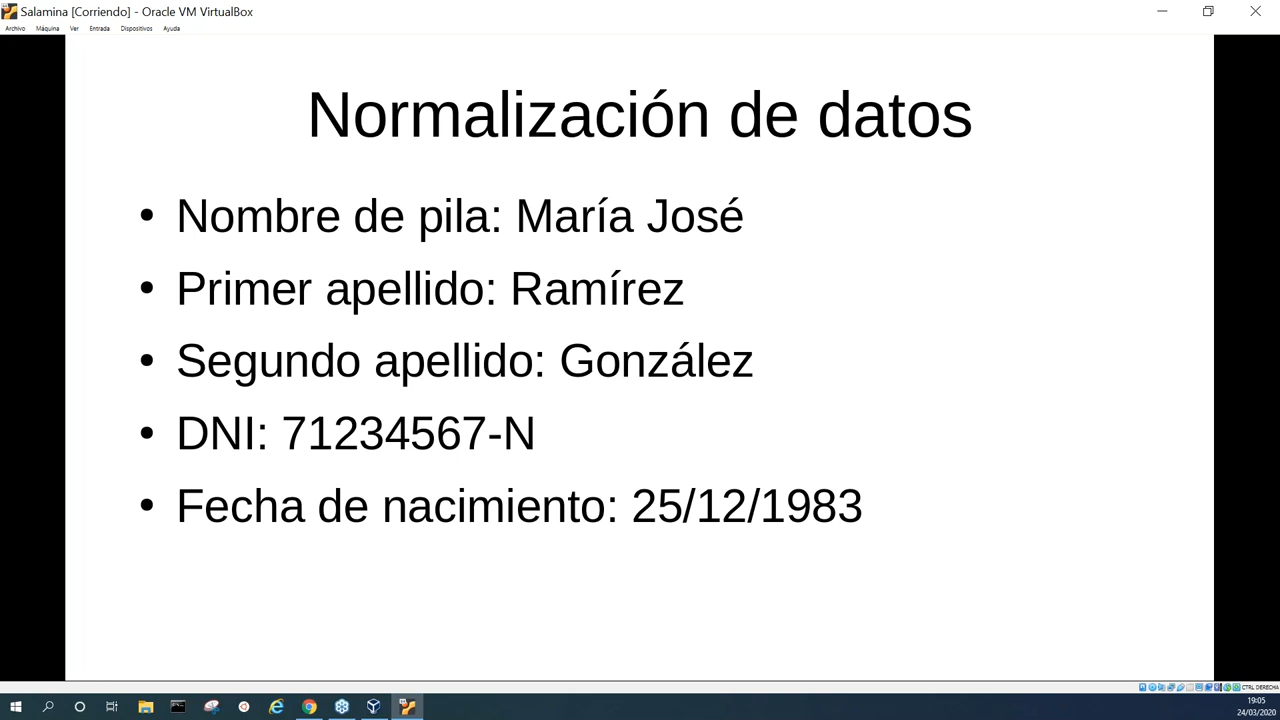 Salamina [Corriendo] - Oracle VM VirtualBox
Archivo Máquina Ver Entrada Dispositivos Ayuda
Normalización de datos
• Nombre de pila: María José
• Primer apellido: Ramírez
• Segundo apellido: González
• DNI: 71234567-N
• Fecha de nacimiento: 25/12/1983
CTRL DERECHA
19:05
24/03/2020